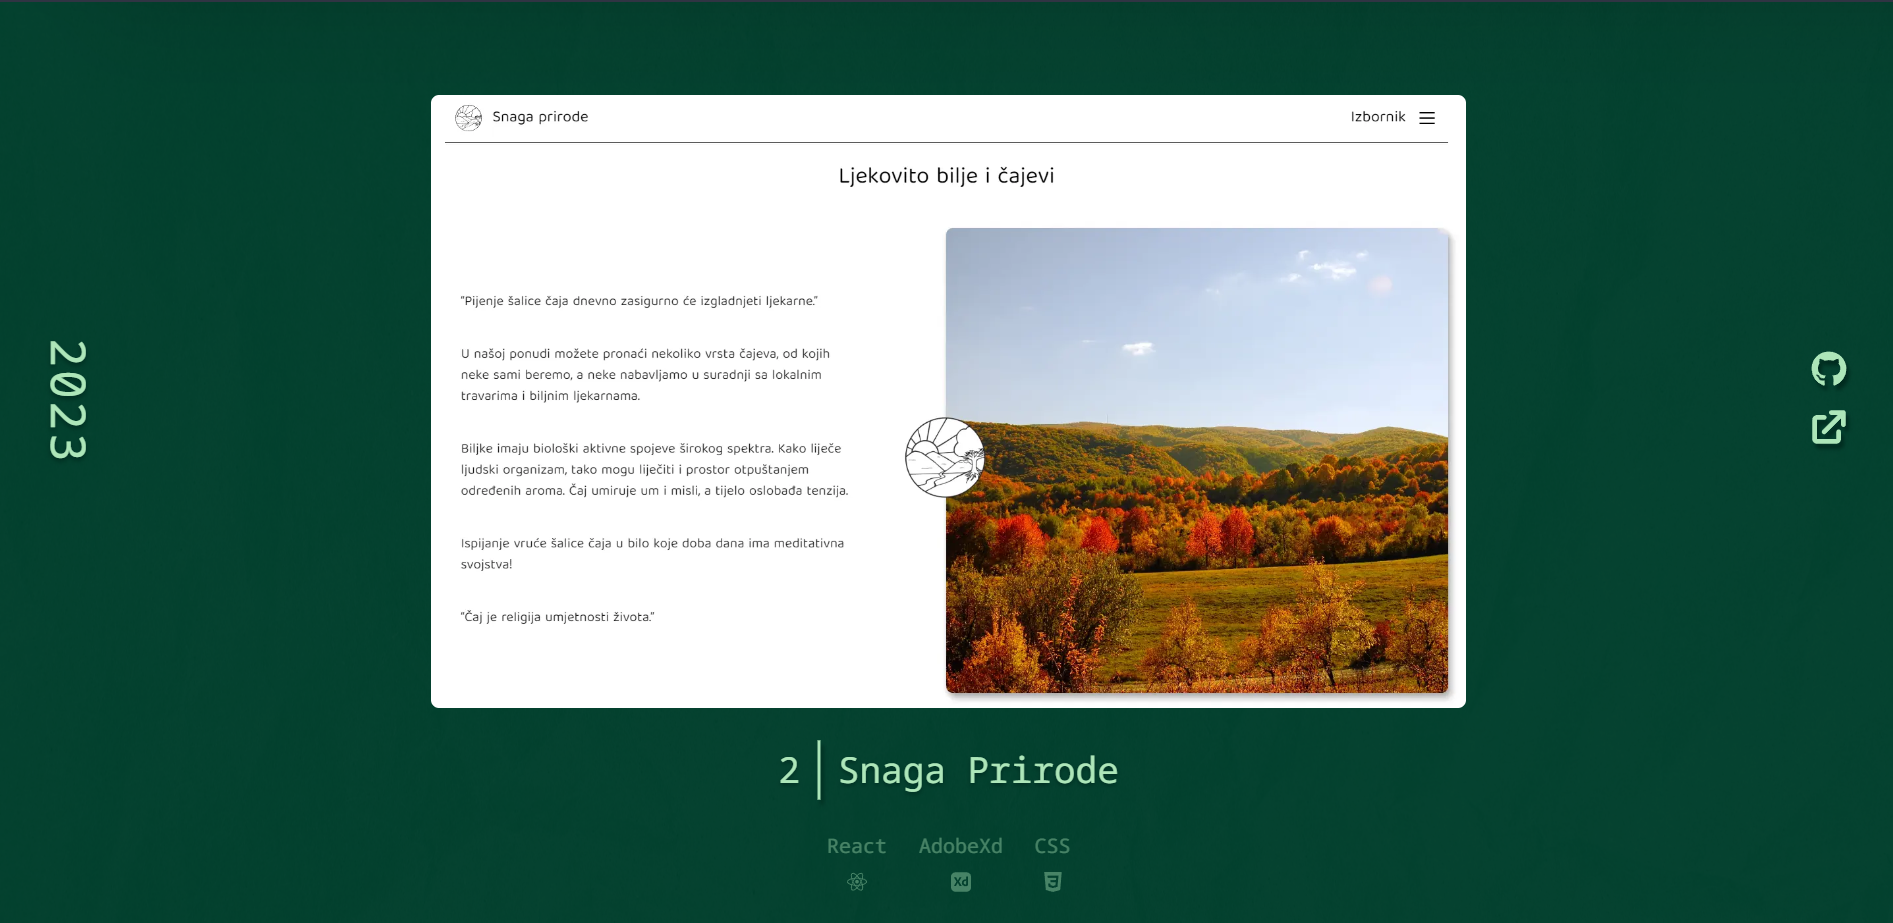 Snaga prirode
Izbornik
Ljekovito bilje i čajevi
"Pijenje šalice čaja dnevno zasigurno će izgladnjeti ljekarne."
U našoj ponudi možete pronaći nekoliko vrsta čajeva, od kojih
neke sami beremo, a neke nabavljamo u suradnji sa lokalnim
travarima i biljnim ljekarnama.
Biljke imaju biološki aktivne spojeve širokog spektra. Kako liječe
ljudski organizam, tako mogu liječiti i prostor otpuštanjem
određenih aroma. Čaj umiruje um i misli, a tijelo oslobađa tenzija.
Ispijanje vruće šalice čaja u bilo koje doba dana ima meditativna
svojstva!
"Čaj je religija umjetnosti života."
2023
2 Snaga Prirode
React AdobeXd CSS
Xd